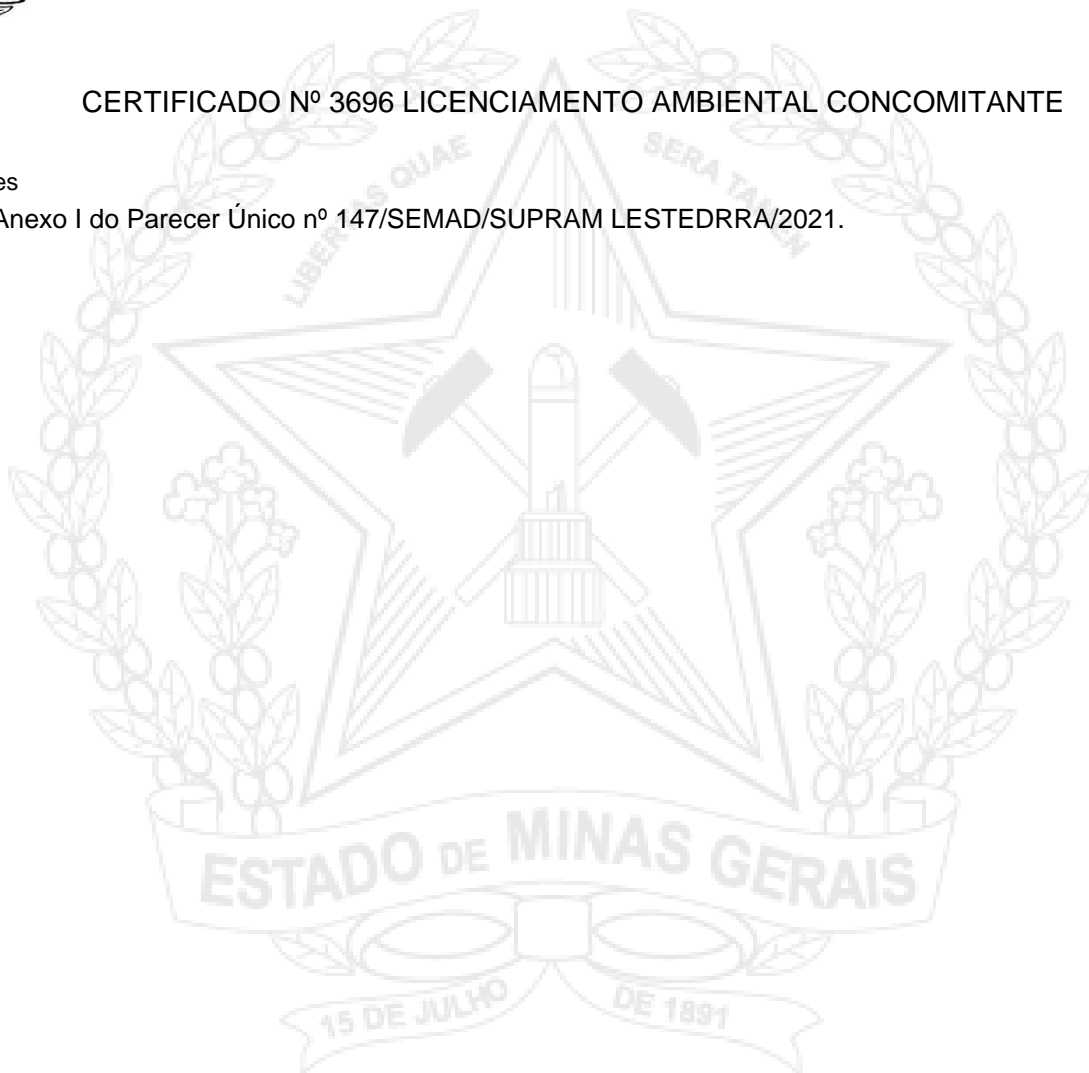 CERTIFICADO Nº 3696 LICENCIAMENTO AMBIENTAL CONCOMITANTE
es
Anexo I do Parecer Único nº 147/SEMAD/SUPRAM LESTEDRRA/2021.
LIBERTAS QUAE SERA TAMEN
ESTADO DE MINAS GERAIS
15 DE JULHO DE 1891